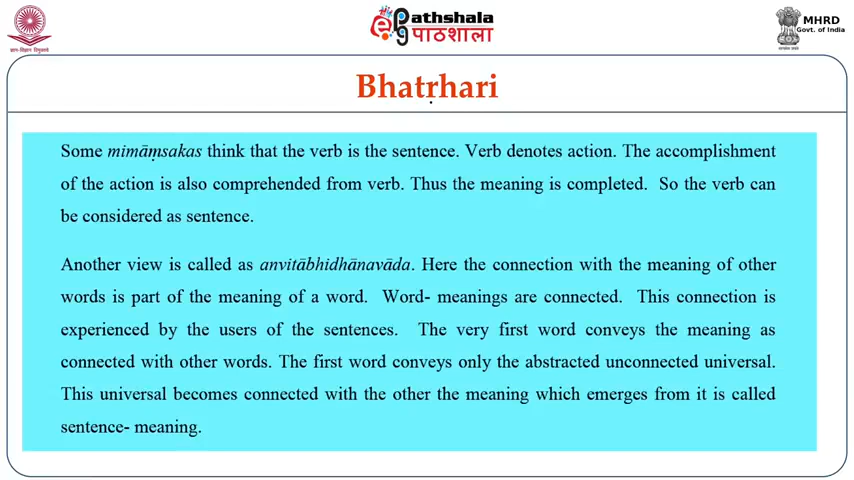 ePathshala
पाठशाला
MHRD
Govt. of India
Bhatṛhari
Some mimāṃsakas think that the verb is the sentence. Verb denotes action. The accomplishment
of the action is also comprehended from verb. Thus the meaning is completed. So the verb can
be considered as sentence.
Another view is called as anvitābhidhānavāda. Here the connection with the meaning of other
words is part of the meaning of a word. Word- meanings are connected. This connection is
experienced by the users of the sentences. The very first word conveys the meaning as
connected with other words. The first word conveys only the abstracted unconnected universal.
This universal becomes connected with the other the meaning which emerges from it is called
sentence- meaning.